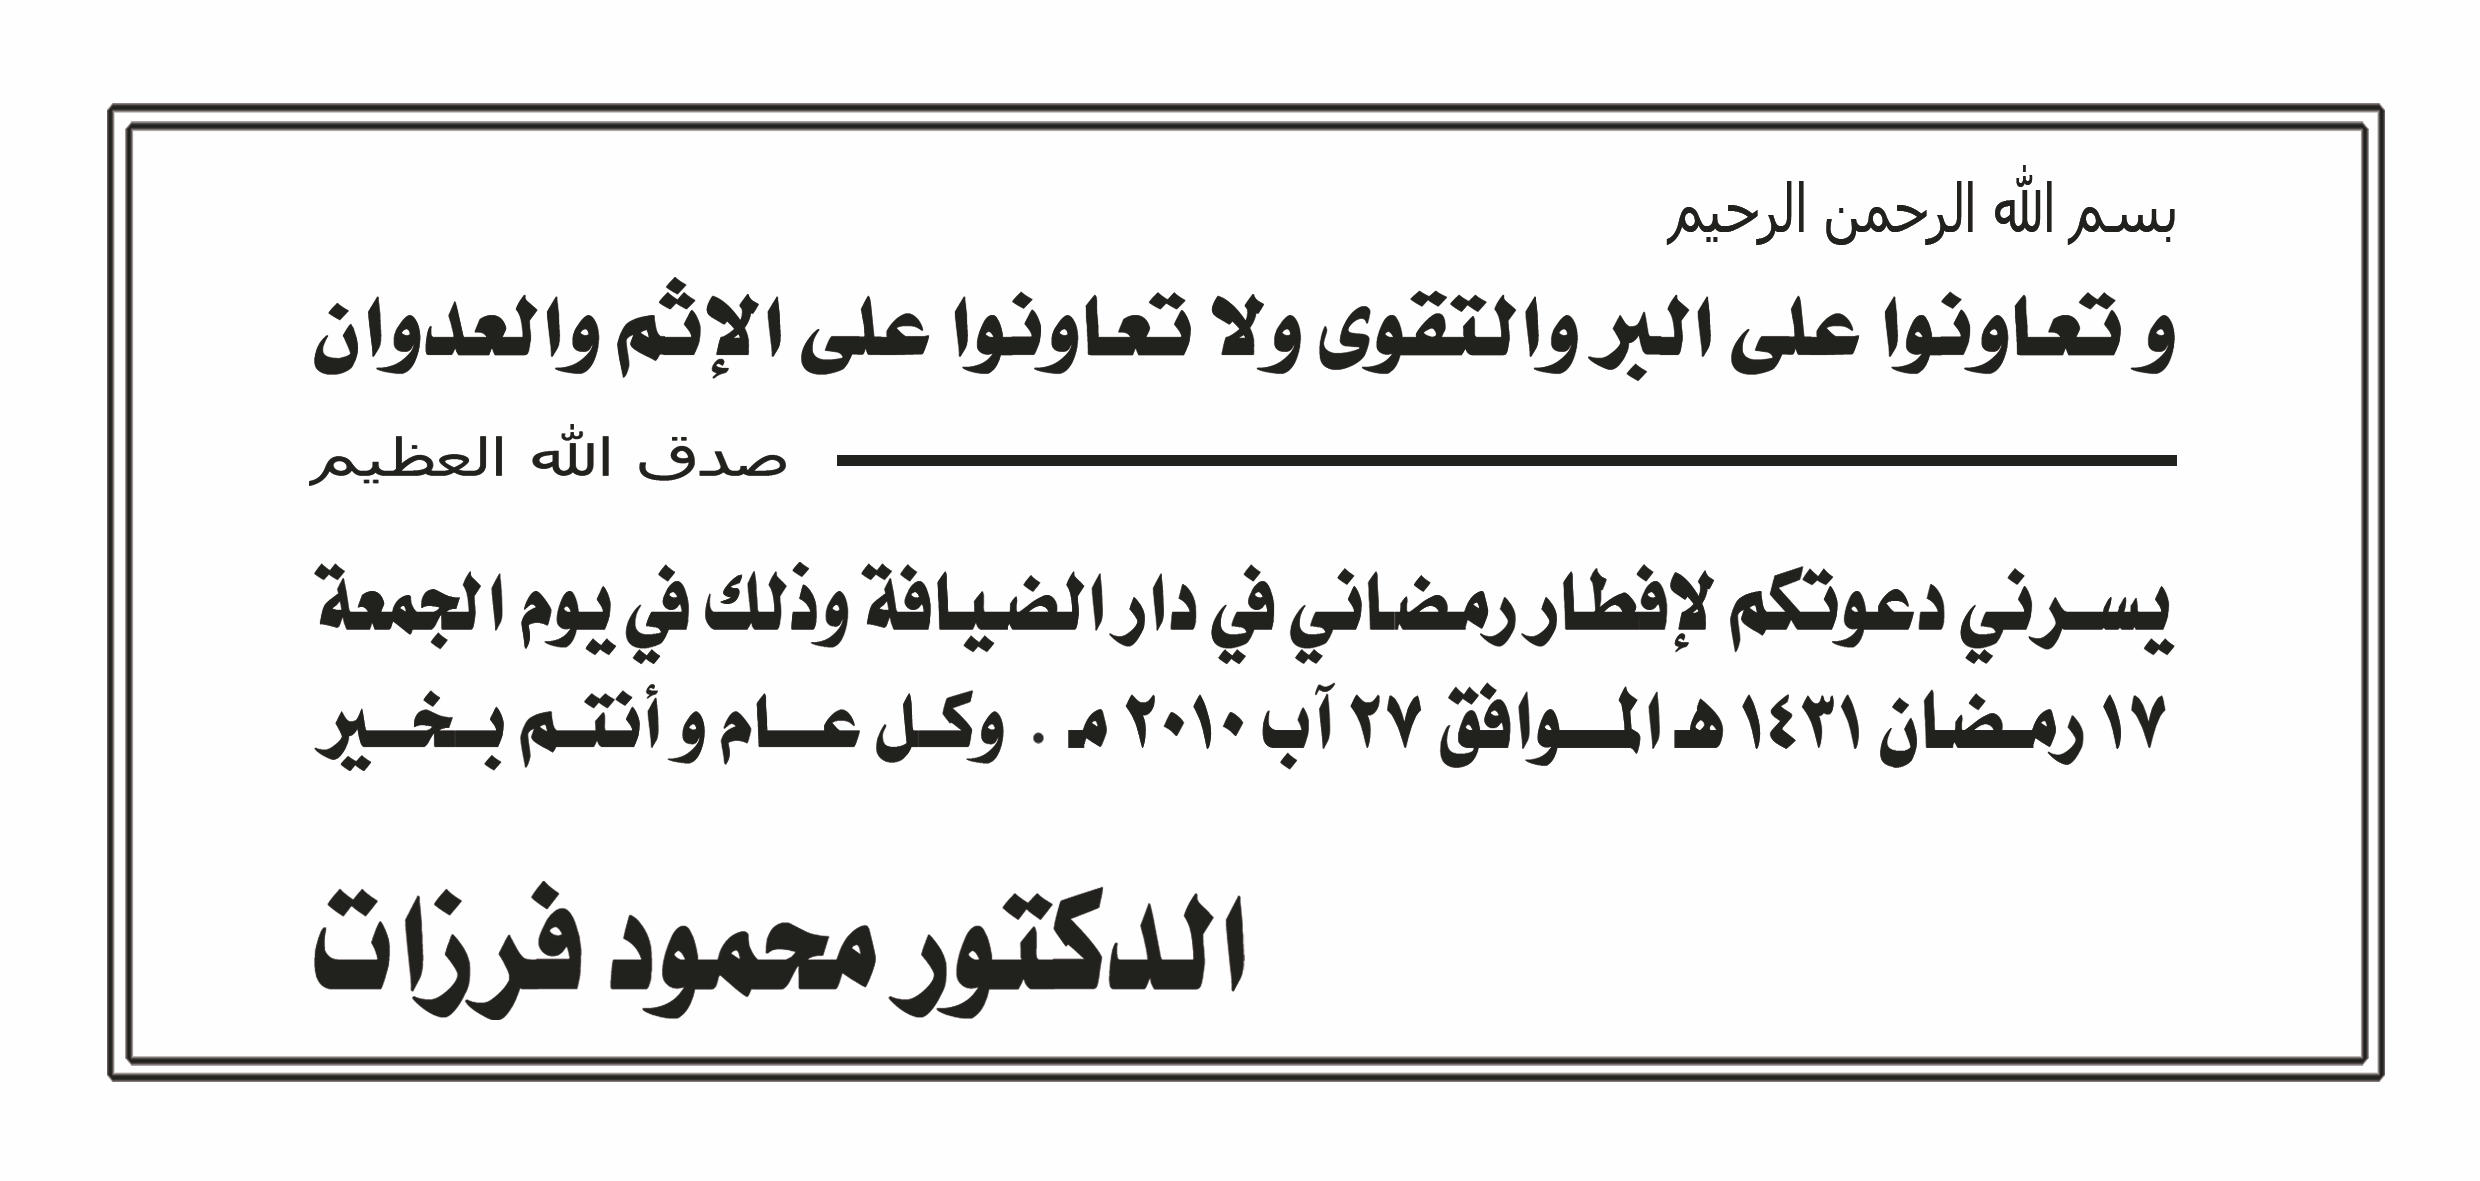 بسم الله الرحمن الرحيم
و تعاونوا على البر والتقوى ولا تعاونوا على الإثم والعدوان
صدق الله العظيم
يسرني دعوتكم لإفطار رمضاني في دار الضيافة وذلك في يوم الجمعة
١٧ رمضان ١٤٣١ هـ الموافق ٢٧ آب ٢٠١٠ مـ . وكل عام و أنتم بخير
الدكتور محمود فرزات